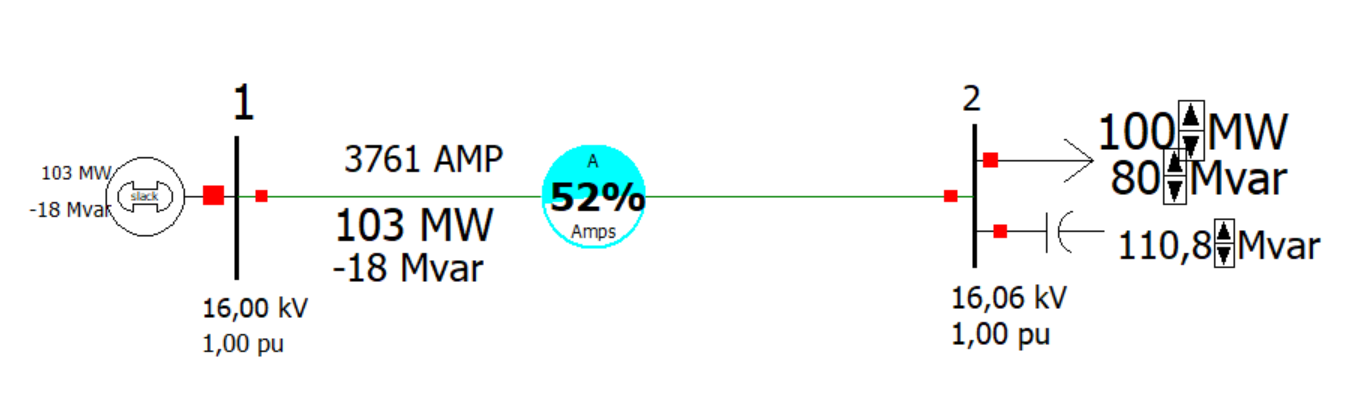 1
2
103 MW
-18 Mvar
slack
3761 AMP
103 MW
-18 Mvar
A
52%
Amps
100 MW
80 Mvar
110,8 Mvar
16,00 kV
1,00 pu
16,06 kV
1,00 pu